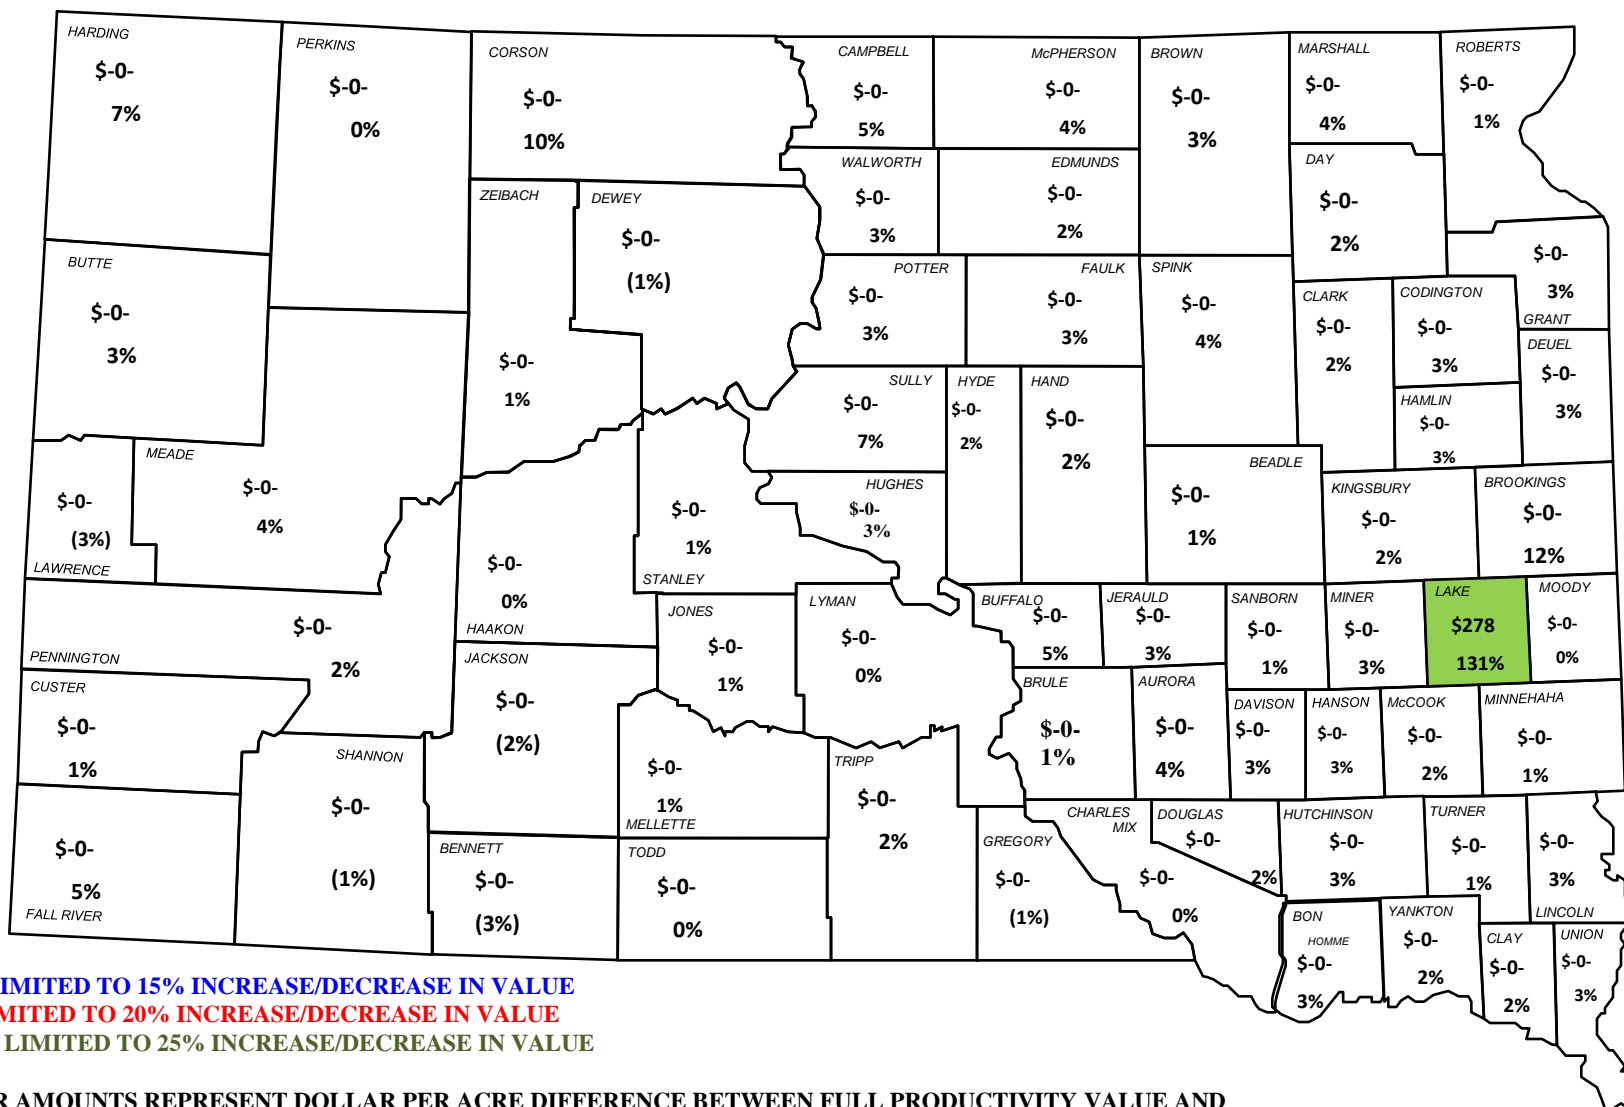 HARDING
$-0-
7%
PERKINS
$-0-
0%
CORSON
$-0-
10%
CAMPBELL
$-0-
5%
McPHERSON
$-0-
4%
BROWN
$-0-
3%
MARSHALL
$-0-
4%
ROBERTS
$-0-
1%
WALWORTH
$-0-
3%
EDMUNDS
$-0-
2%
DAY
$-0-
2%
ZEIBACH
$-0-
1%
DEWEY
$-0-
(1%)
BUTTE
$-0-
3%
POTTER
$-0-
3%
FAULK
$-0-
3%
SPINK
$-0-
4%
CLARK
$-0-
2%
CODINGTON
$-0-
3%
$-0-
3%
GRANT
DEUEL
$-0-
3%
HAMLIN
$-0-
3%
SULLY
$-0-
7%
HYDE
$-0-
2%
HAND
$-0-
2%
MEADE
$-0-
4%
$-0-
(3%)
LAWRENCE
HUGHES
$-0-
3%
BEADLE
$-0-
1%
KINGSBURY
$-0-
2%
BROOKINGS
$-0-
12%
$-0-
1%
STANLEY
$-0-
0%
HAAKON
$-0-
2%
PENNINGTON
JONES
$-0-
1%
LYMAN
$-0-
0%
BUFFALO
$-0-
5%
JERAULD
$-0-
3%
SANBORN
$-0-
1%
MINER
$-0-
3%
LAKE
$278
131%
MOODY
$-0-
0%
CUSTER
$-0-
1%
JACKSON
$-0-
(2%)
BRULE
$-0-
1%
AURORA
$-0-
4%
DAVISON
$-0-
3%
HANSON
$-0-
3%
McCOOK
$-0-
2%
MINNEHAHA
$-0-
1%
SHANNON
$-0-
(1%)
$-0-
1%
MELLETTE
TRIPP
$-0-
2%
$-0-
5%
FALL RIVER
BENNETT
$-0-
(3%)
TODD
$-0-
0%
GREGORY
$-0-
(1%)
CHARLES
MIX
$-0-
0%
DOUGLAS
$-0-
2%
HUTCHINSON
$-0-
3%
TURNER
$-0-
1%
$-0-
3%
LINCOLN
BON
HOMME
$-0-
3%
YANKTON
$-0-
2%
CLAY
$-0-
2%
UNION
$-0-
3%
IMITED TO 15% INCREASE/DECREASE IN VALUE
MITED TO 20% INCREASE/DECREASE IN VALUE
LIMITED TO 25% INCREASE/DECREASE IN VALUE
R AMOUNTS REPRESENT DOLLAR PER ACRE DIFFERENCE BETWEEN FULL PRODUCTIVITY VALUE AND